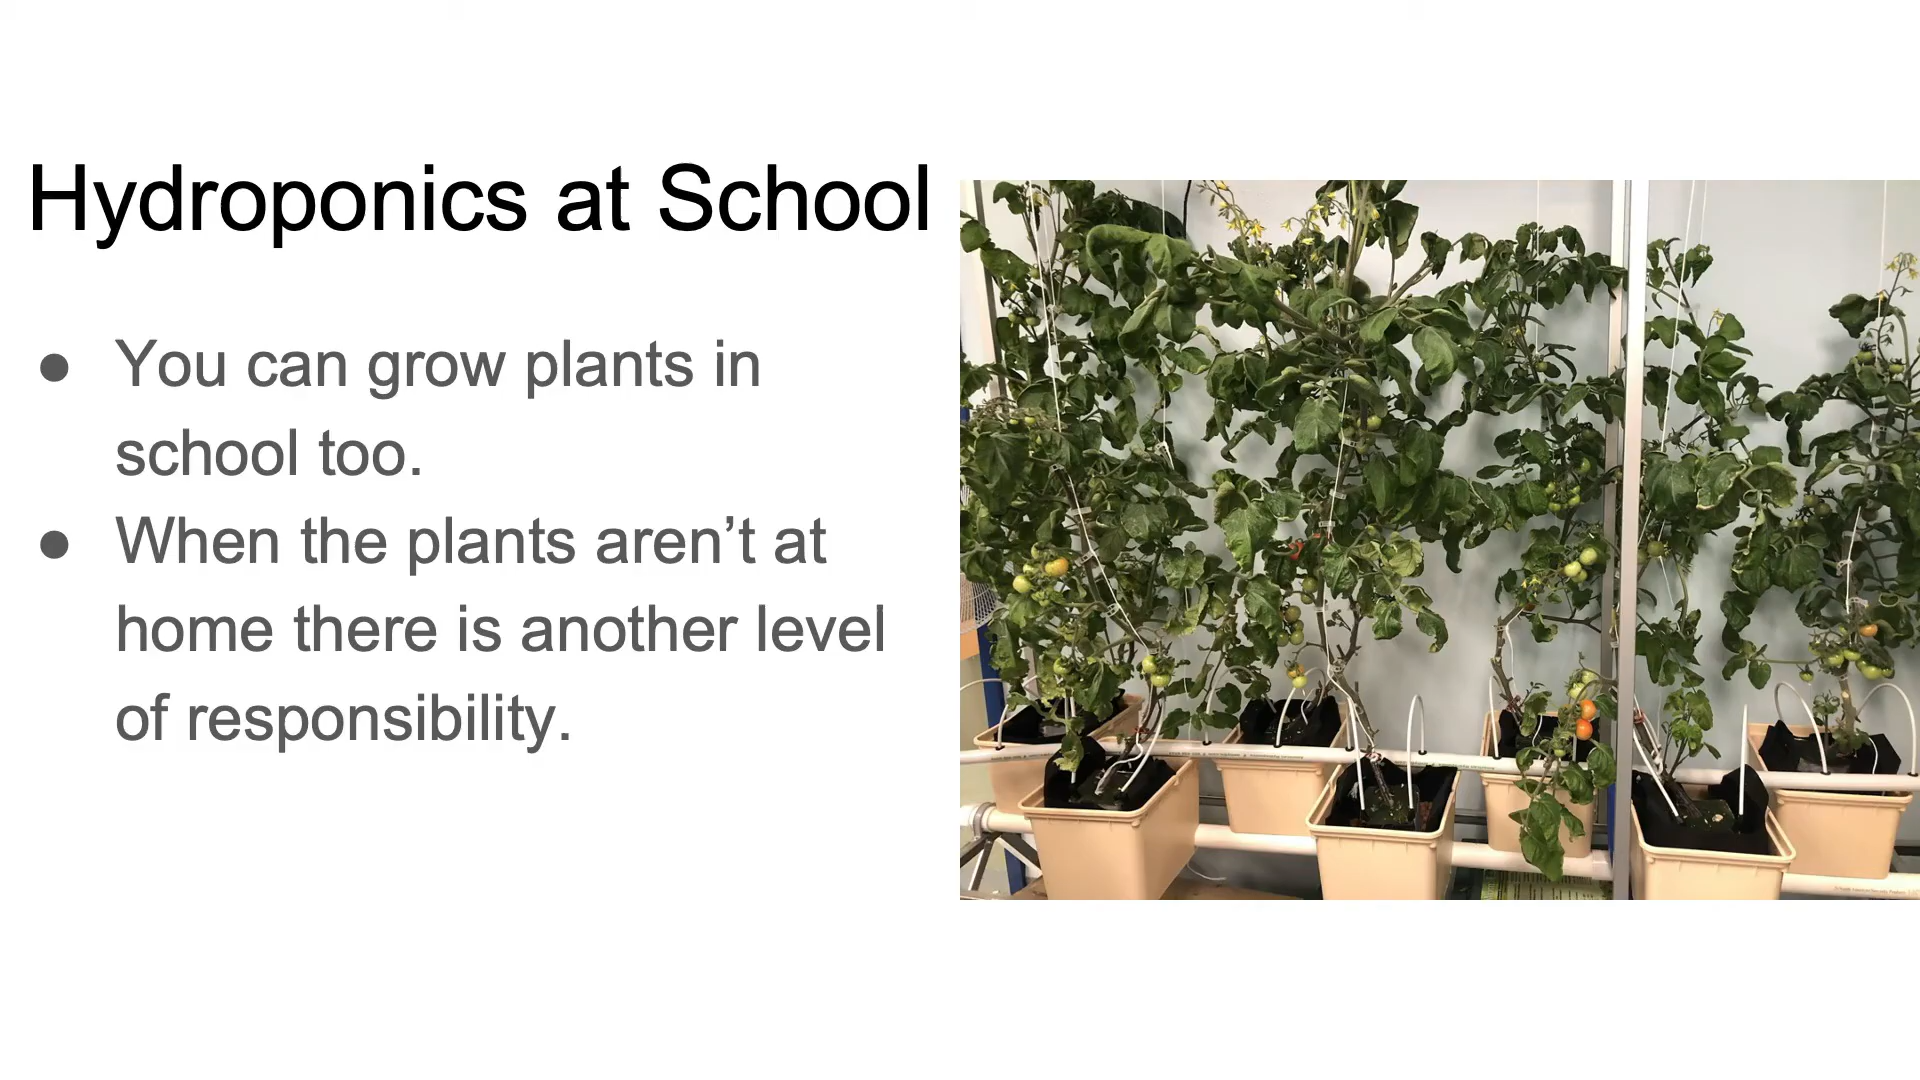 Hydroponics at School
● You can grow plants in
school too.
● When the plants aren’t at
home there is another level
of responsibility.